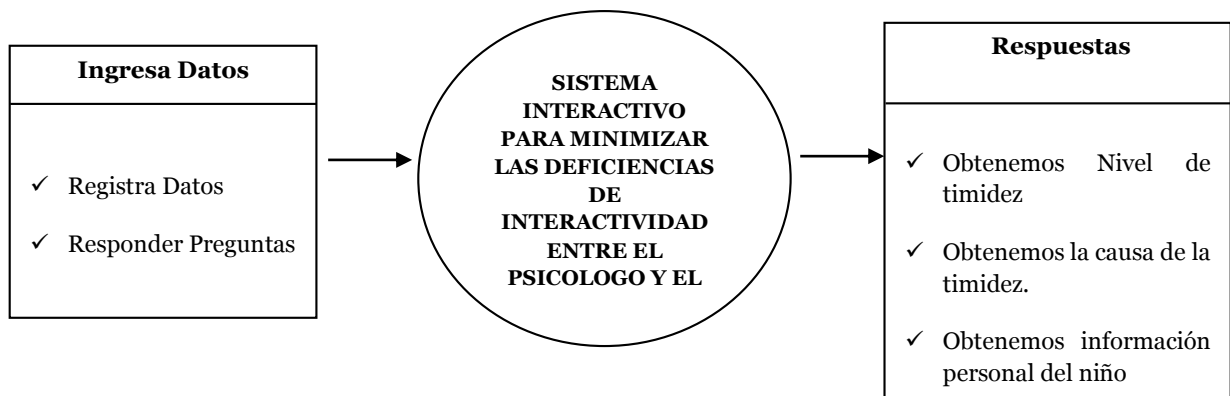 Ingresa Datos
✓ Registra Datos
✓ Responder Preguntas
SISTEMA
INTERACTIVO
PARA MINIMIZAR
LAS DEFICIENCIAS
DE
INTERACTIVIDAD
ENTRE EL
PSICOLOGO Y EL
Respuestas
✓ Obtenemos Nivel de
timidez
✓ Obtenemos la causa de la
timidez.
✓ Obtenemos información
personal del niño